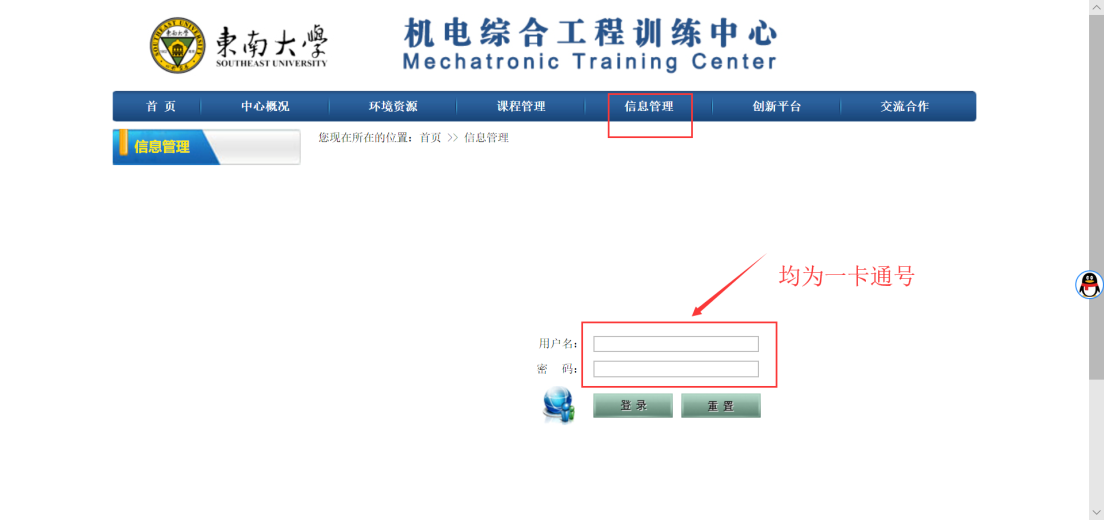 東南大學
SOUTHEAST UNIVERSITY
机电综合工程训练中心
Mechatronic Training Center
首 页 中心概况 环境资源 课程管理 信息管理 创新平台 交流合作
信息管理
您现在所在的位置：首页 >> 信息管理
均为一卡通号
用户名：
密 码：
登 录 重 置